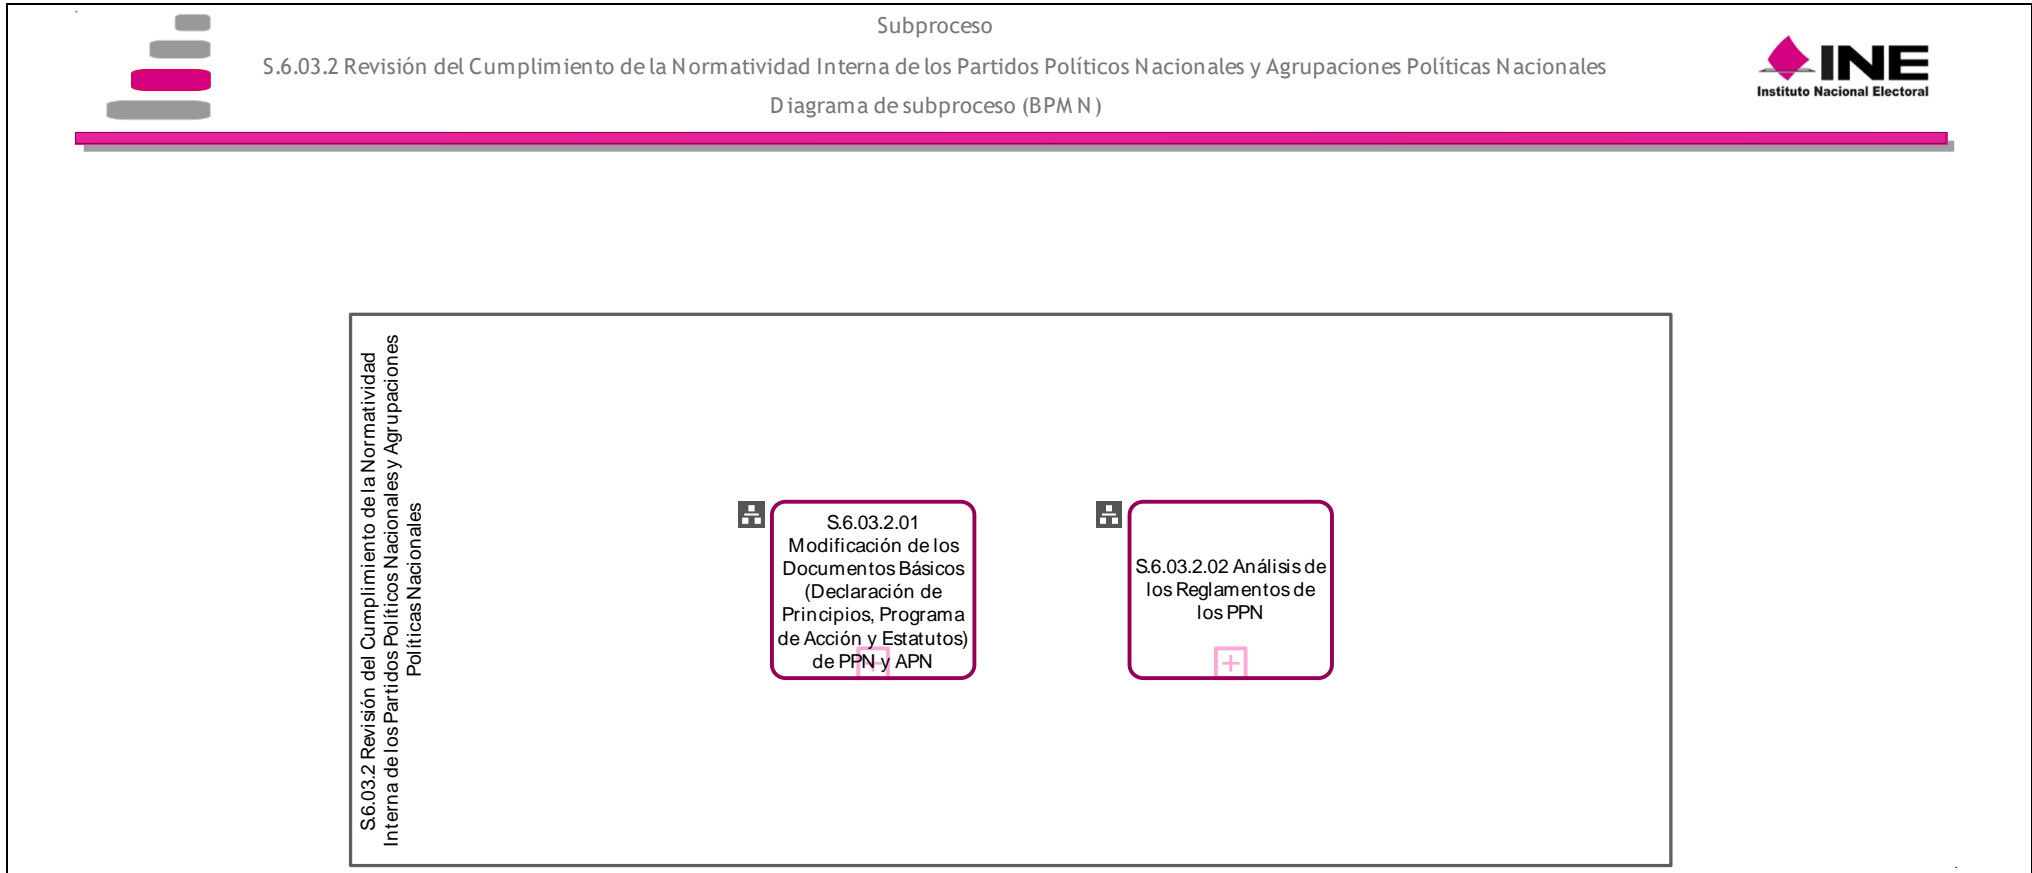 Subproceso
S.6.03.2 Revisión del Cumplimiento de la Normatividad Interna de los Partidos Políticos Nacionales y Agrupaciones Políticas Nacionales
Diagrama de subproceso (BPMN)
INE
Instituto Nacional Electoral
S.6.03.2 Revisión del Cumplimiento de la Normatividad
Interna de los Partidos Políticos Nacionales y Agrupaciones
Políticas Nacionales
S.6.03.2.01
Modificación de los
Documentos Básicos
(Declaración de
Principios, Programa
de Acción y Estatutos)
de PPN y APN
S.6.03.2.02 Análisis de
los Reglamentos de
los PPN